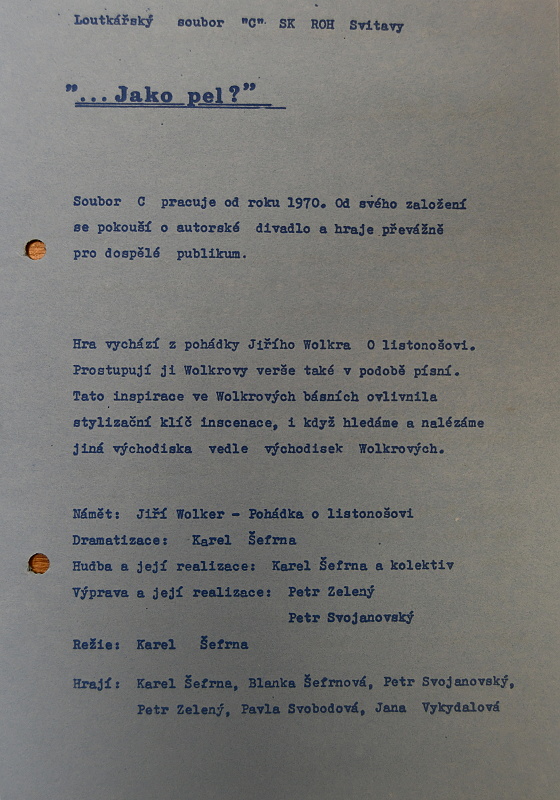 Loutkářský soubor "C" SK ROH Svitavy
"...Jako pel?"
Soubor C pracuje od roku 1970. Od svého založení
se pokouší o autorské divadlo a hraje převážně
pro dospělé publikum.
Hra vychází z pohádky Jiřího Wolkra O listonošovi.
Prostupují ji Wolkrovy verše také v podobě písní.
Tato inspirace ve Wolkrových básních ovlivnila
stylizační klíč inscenace, i když hledáme a nalézáme
jiná východiska vedle východisek Wolkrových.
Námět: Jiří Wolker - Pohádka o listonošovi
Dramatizace: Karel Šefrna
Hudba a její realizace: Karel Šefrna a kolektiv
Výprava a její realizace: Petr Zelený
Petr Svojanovský
Režie: Karel Šefrna
Hrají: Karel Šefrna, Blanka Šefrnová, Petr Svojanovský,
Petr Zelený, Pavla Svobodová, Jana Vykydalová